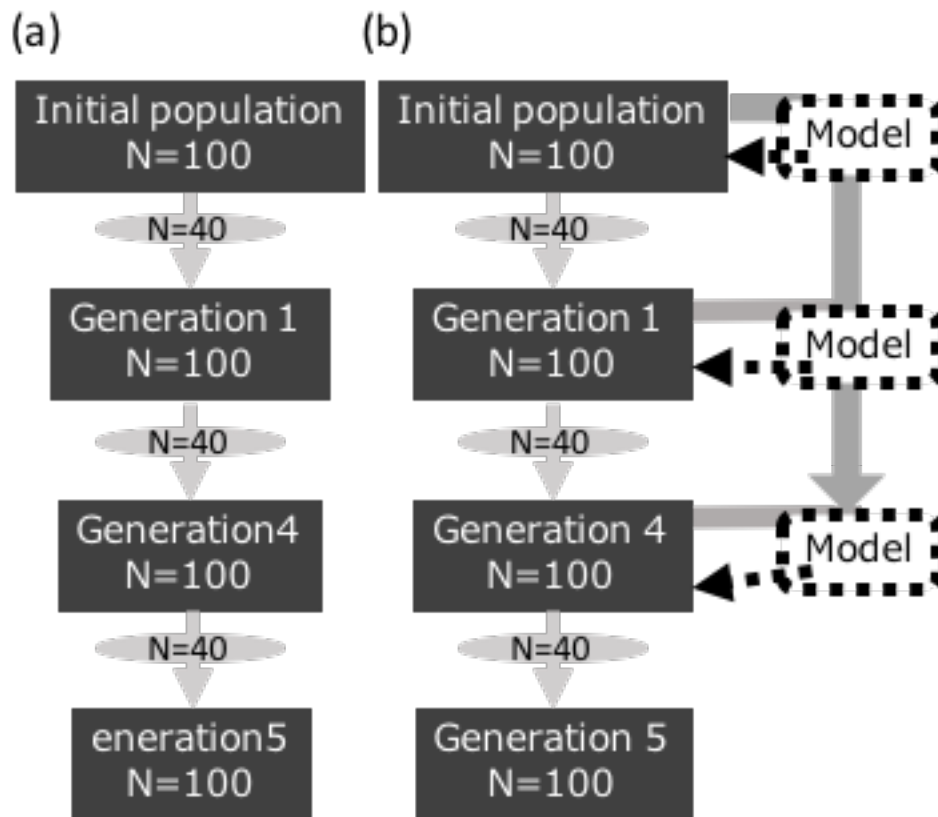 (a)
Initial population
N=100
N=40
Generation 1
N=100
N=40
Generation4
N=100
N=40
eneration5
N=100
(b)
Initial population
N=100
N=40
Generation 1
N=100
N=40
Generation 4
N=100
N=40
Generation 5
N=100
Model
Model
Model